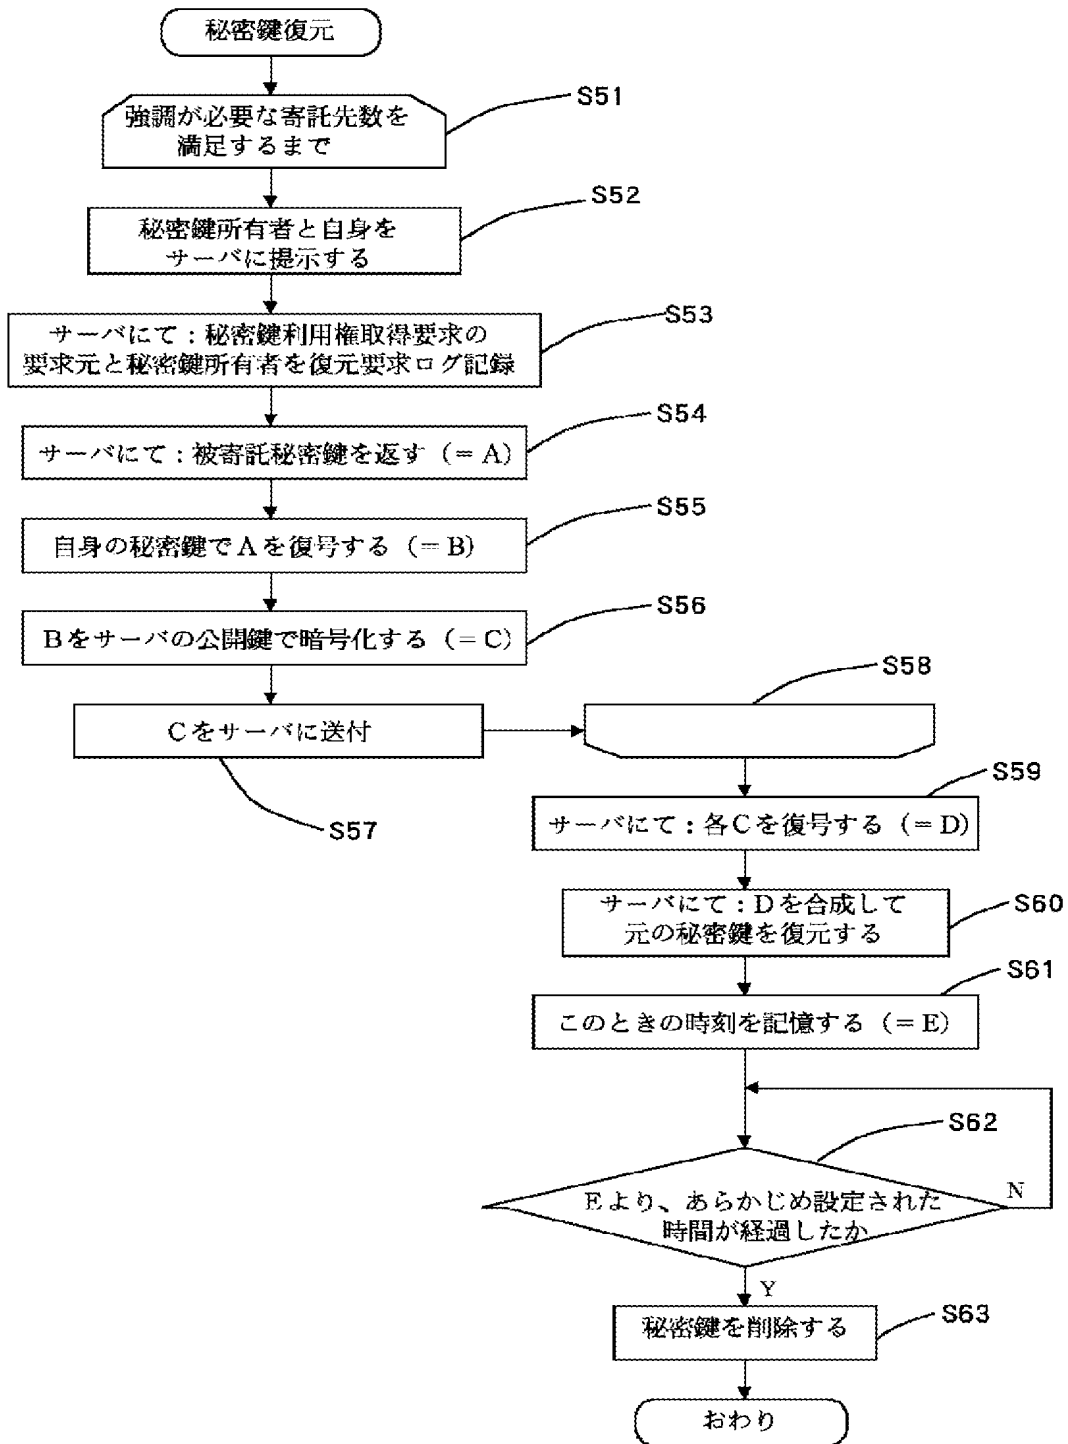 秘密鍵復元
強調が必要な寄託先数を
満足するまで
S51
秘密鍵所有者と自身を
サーバに提示する
S52
サーバにて：秘密鍵利用権取得要求の
要求元と秘密鍵所有者を復元要求ログ記録
S53
サーバにて：被寄託秘密鍵を返す（＝A）
S54
自身の秘密鍵でAを復号する（＝B）
S55
Bをサーバの公開鍵で暗号化する（＝C）
S56
Cをサーバに送付
S57
S58
サーバにて：各Cを復号する（＝D）
S59
サーバにて：Dを合成して
元の秘密鍵を復元する
S60
このときの時刻を記憶する（＝E）
S61
Eより、あらかじめ設定された
時間が経過したか
S62
N
Y
秘密鍵を削除する
S63
おわり